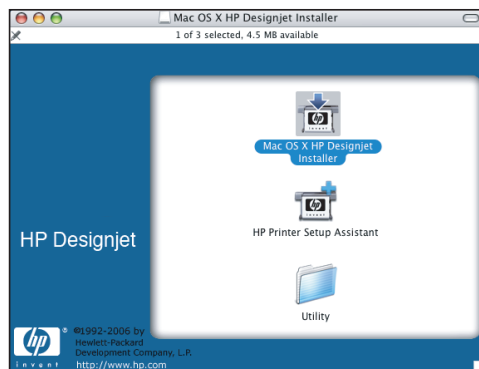 Mac OS X HP Designjet Installer
1 of 3 selected, 4.5 MB available
hp
invent
Mac OS X HP Designjet
Installer
hp
invent
HP Printer Setup Assistant
HP Designjet
Utility
hp
®
invent
©1992-2006 by
Hewlett-Packard
Development Company, L.P.
http://www.hp.com